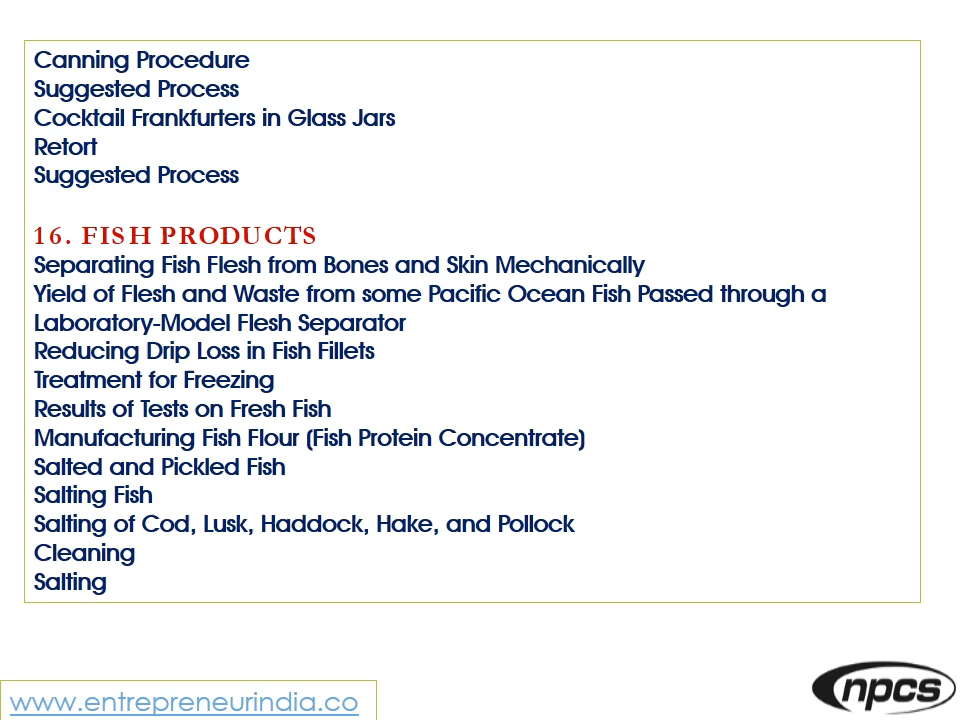 Canning Procedure
Suggested Process
Cocktail Frankfurters in Glass Jars
Retort
Suggested Process
16. FISH PRODUCTS
Separating Fish Flesh from Bones and Skin Mechanically
Yield of Flesh and Waste from some Pacific Ocean Fish Passed through a
Laboratory-Model Flesh Separator
Reducing Drip Loss in Fish Fillets
Treatment for Freezing
Results of Tests on Fresh Fish
Manufacturing Fish Flour (Fish Protein Concentrate)
Salted and Pickled Fish
Salting Fish
Salting of Cod, Lusk, Haddock, Hake, and Pollock
Cleaning
Salting
www.entrepreneurindia.co
npcs